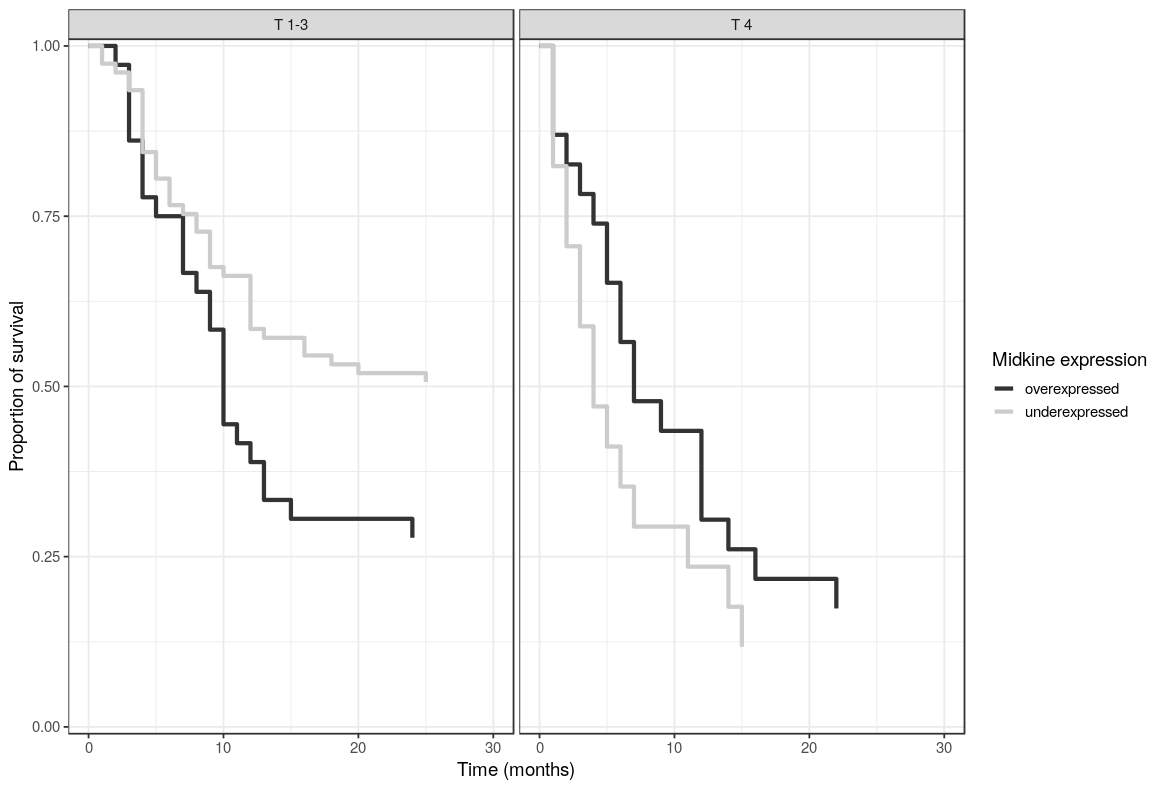 T 1-3
T 4
1.00
0.75
0.50
0.25
0.00
Proportion of survival
0 10 20 30
0 10 20 30
Time (months)
Midkine expression
overexpressed
underexpressed